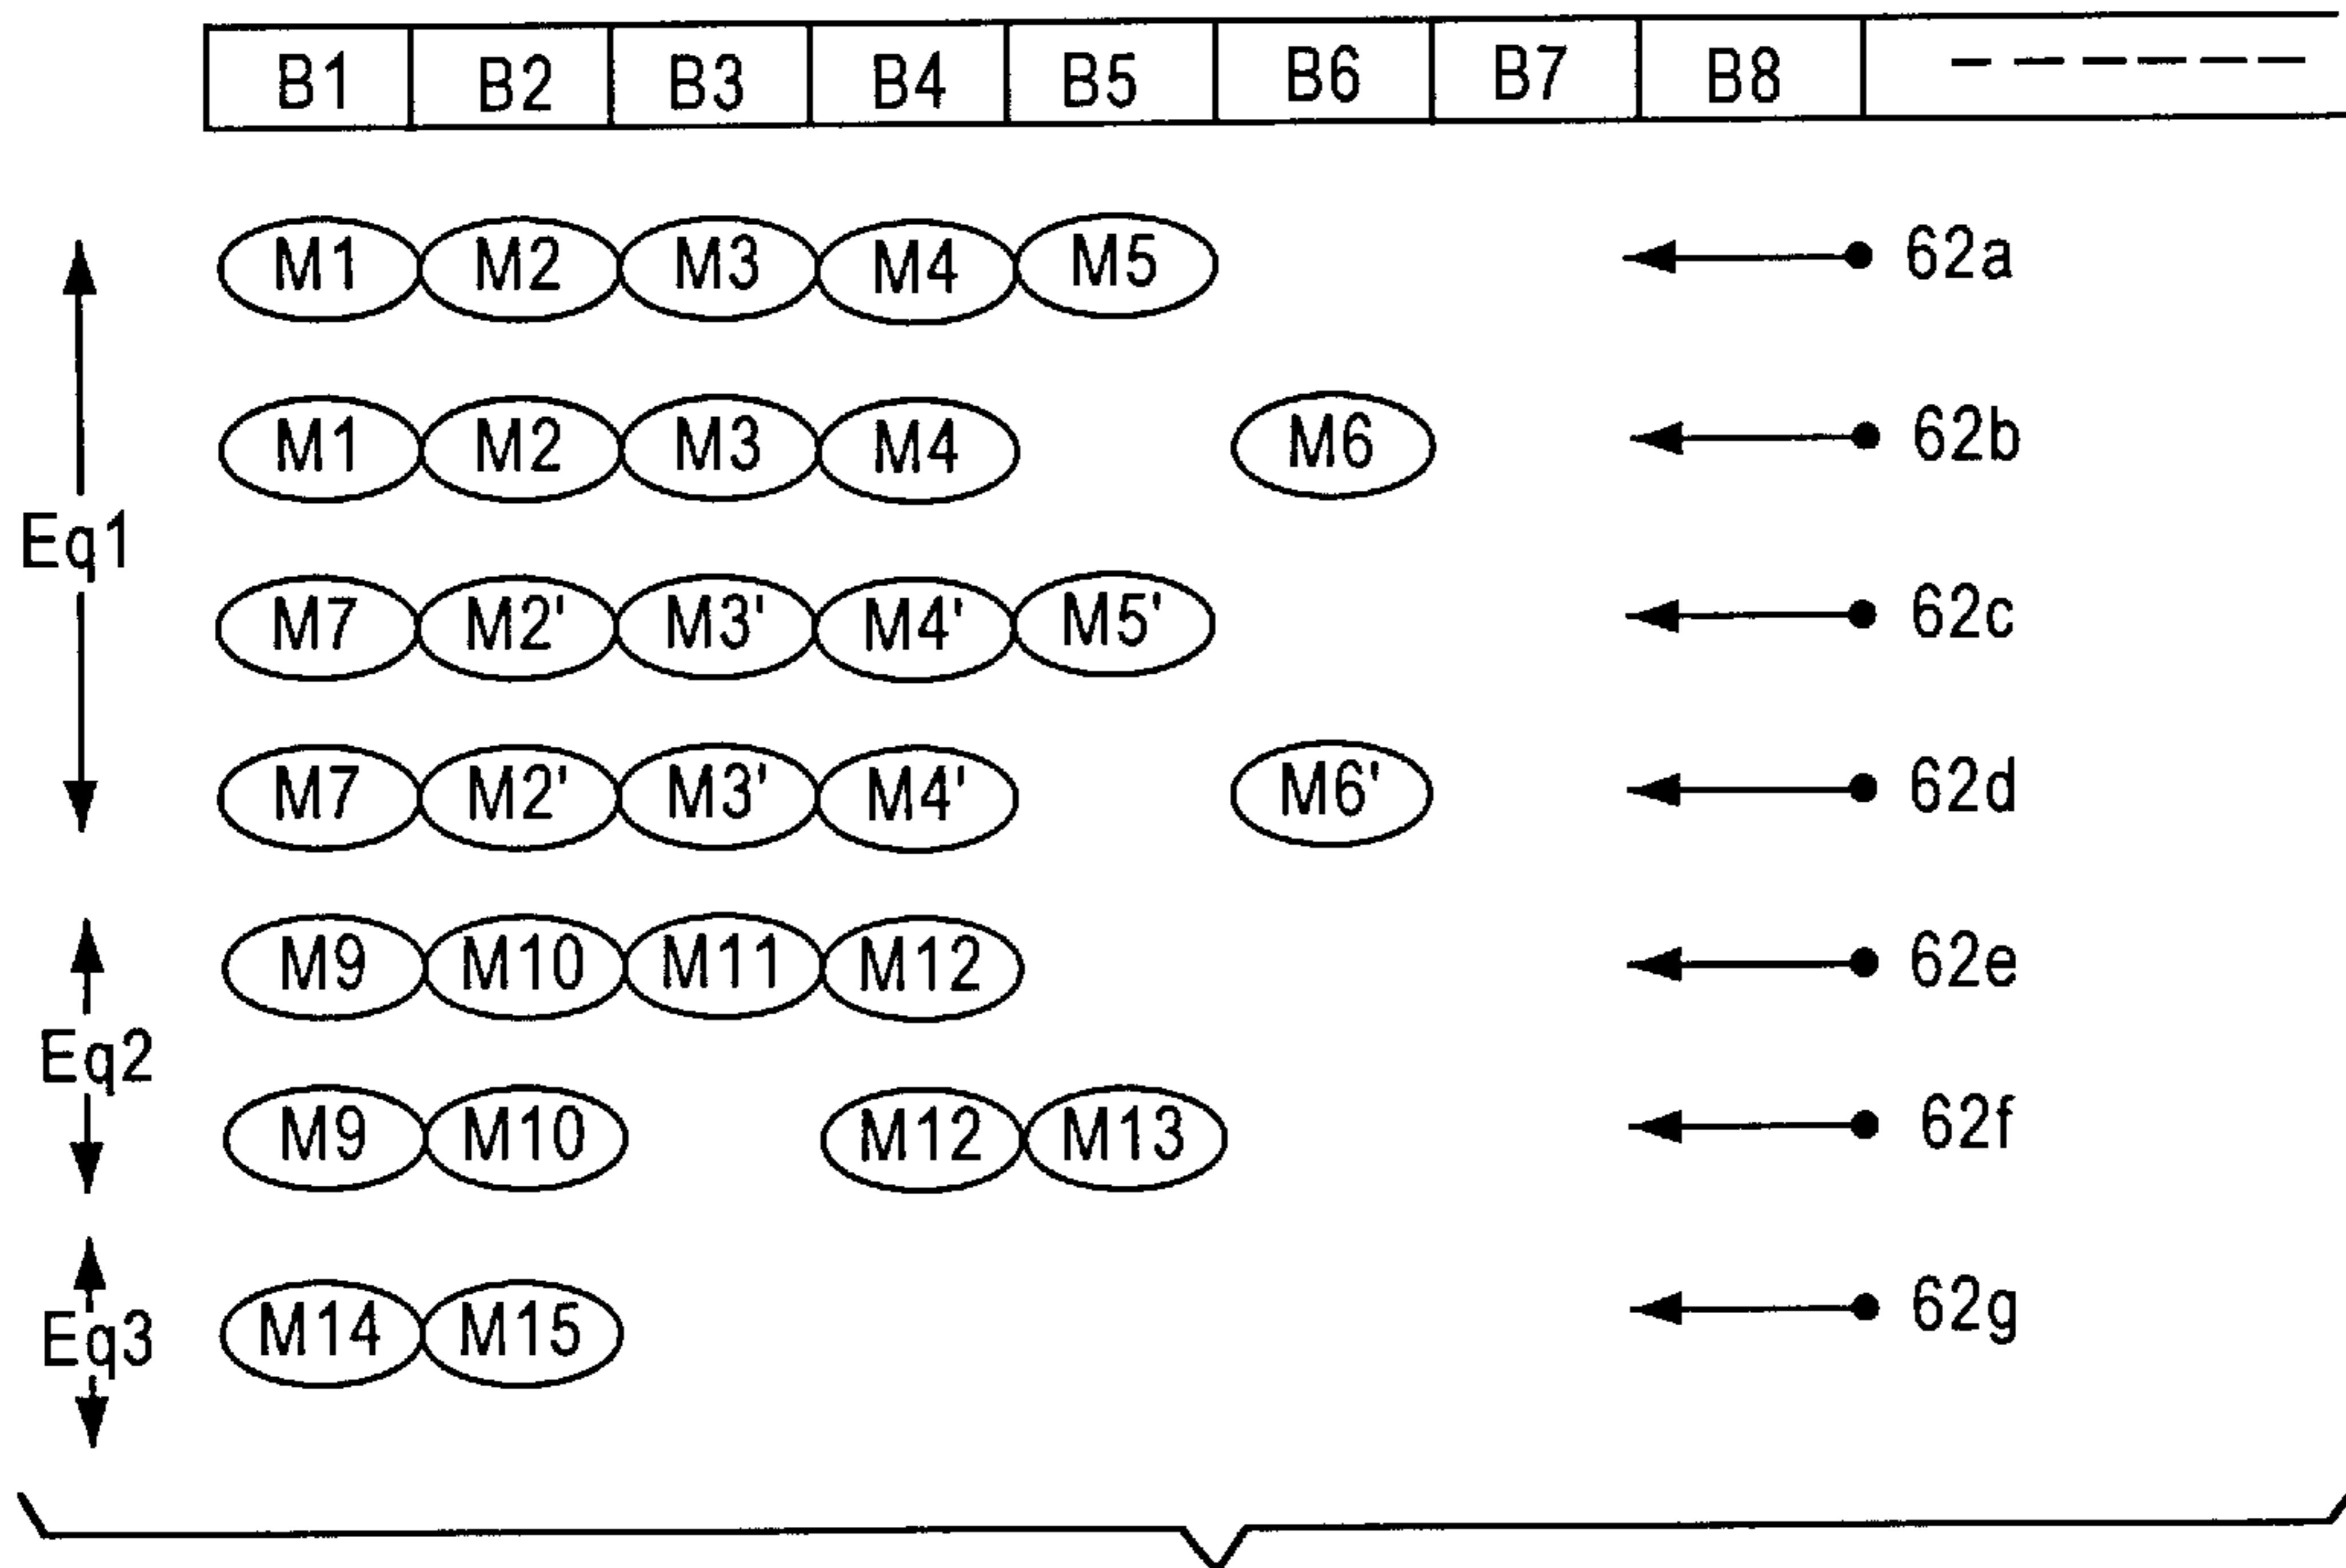 B1 B2 B3 B4 B5 B6 B7 B8 ------
M1 M2 M3 M4 M5 62a
M1 M2 M3 M4 M6 62b
Eq1
M7 M2' M3' M4' M5' 62c
M7 M2' M3' M4' M6' 62d
M9 M10 M11 M12 62e
Eq2
M9 M10 M12 M13 62f
M14 M15 62g
Eq3